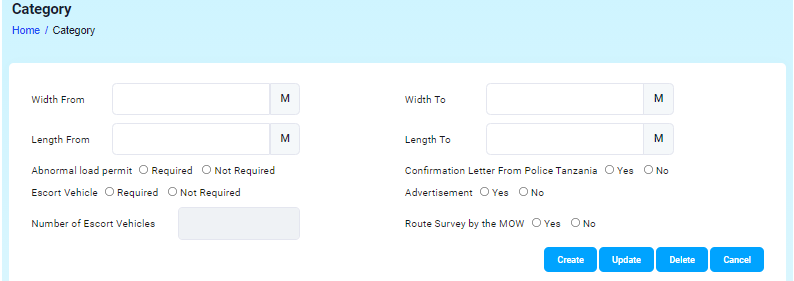 Category
Home / Category
Width From M Width To M
Length From M Length To M
Abnormal load permit Required Not Required Confirmation Letter From Police Tanzania Yes No
Escort Vehicle Required Not Required Advertisement Yes No
Number of Escort Vehicles Route Survey by the MOW Yes No
Create Update Delete Cancel